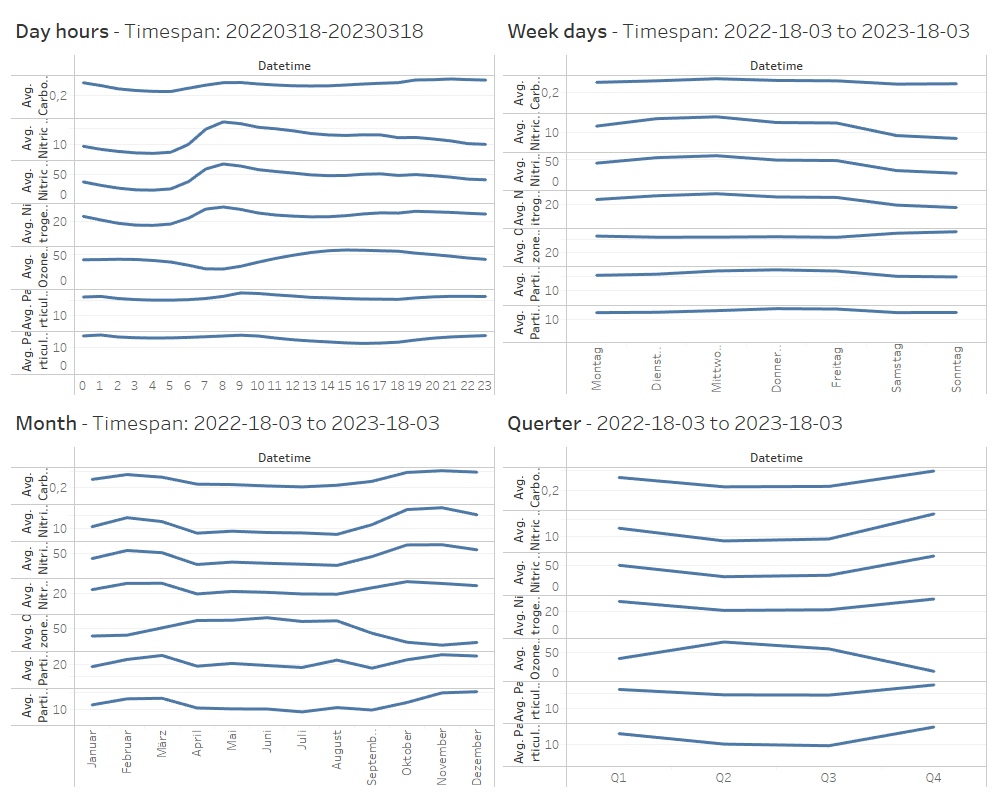 Day hours - Timespan: 20220318-20230318
Datetime
Avg. Carbo..
0,2
Avg. Nitric ..
10
Avg. Nitric ..
50
0
Avg. Ni troge..
20
Avg. Ozone..
50
0
Avg. Pa rticul..
10
Avg. Pa rticul..
10
0
0 1 2 3 4 5 6 7 8 9 10 11 12 13 14 15 16 17 18 19 20 21 22 23
Week days - Timespan: 2022-18-03 to 2023-18-03
Datetime
Avg. Carb..
0,2
Avg. Nitric..
10
Avg. Nitri..
50
0
Avg. N itrog..
20
Avg. O zone..
20
Avg. Parti..
10
Avg. Parti..
10
Montag Dienst.. Mittwo.. Donner.. Freitag Samstag Sonntag
Month - Timespan: 2022-18-03 to 2023-18-03
Datetime
Avg. Carb..
0,2
Avg. Nitri..
10
Avg. Nitri..
50
Avg. Nitr..
20
Avg. O zone..
50
Avg. Parti..
20
Avg. Parti..
10
Januar Februar März April Mai Juni Juli August Septemb.. Oktober November Dezember
Querter - 2022-18-03 to 2023-18-03
Datetime
Avg. Carbo..
0,2
Avg. Nitric ..
10
Avg. Nitric ..
50
0
Avg. Ni troge..
20
0
Avg. Ozone..
50
0
Avg. Pa rticul..
10
Avg. Pa rticul..
10
Q1 Q2 Q3 Q4